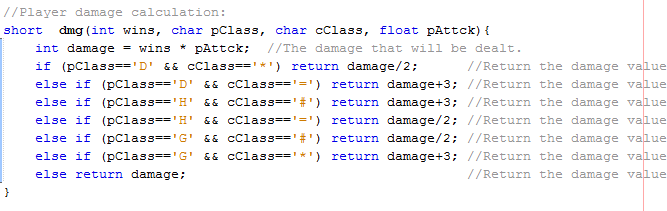 //Player damage calculation:
short  dmg(int wins, char pClass, char cClass, float pAttck){
    int damage = wins * pAttck;  //The damage that will be dealt.
    if (pClass=='D' && cClass=='*') return damage/2;      //Return the damage value
    else if (pClass=='D' && cClass=='=') return damage+3; //Return the damage value
    else if (pClass=='H' && cClass=='#') return damage+3; //Return the damage value
    else if (pClass=='H' && cClass=='=') return damage/2; //Return the damage value
    else if (pClass=='G' && cClass=='#') return damage/2; //Return the damage value
    else if (pClass=='G' && cClass=='*') return damage+3; //Return the damage value
    else return damage;                                   //Return the damage value
}